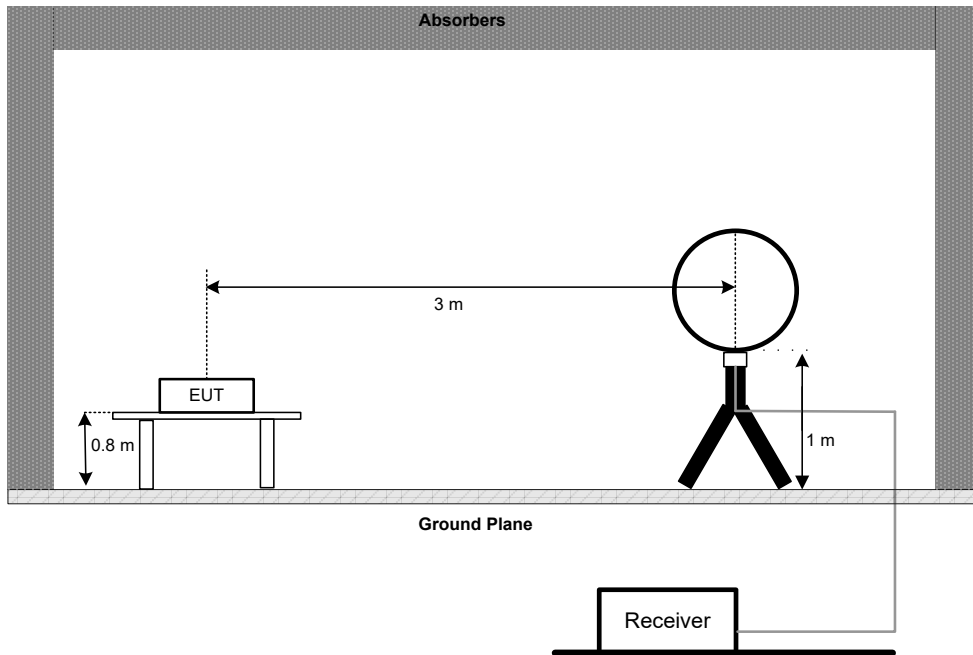 Absorbers
3 m
EUT
0.8 m
1 m
Ground Plane
Receiver